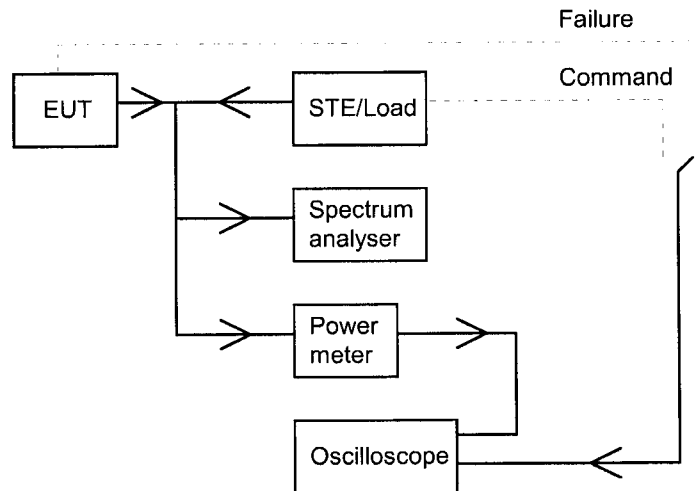 Failure
Command
EUT
STE/Load
Spectrum
analyser
Power
meter
Oscilloscope